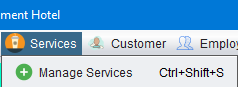 ment Hotel
Services Customer Employ
Manage Services Ctrl+Shift+S